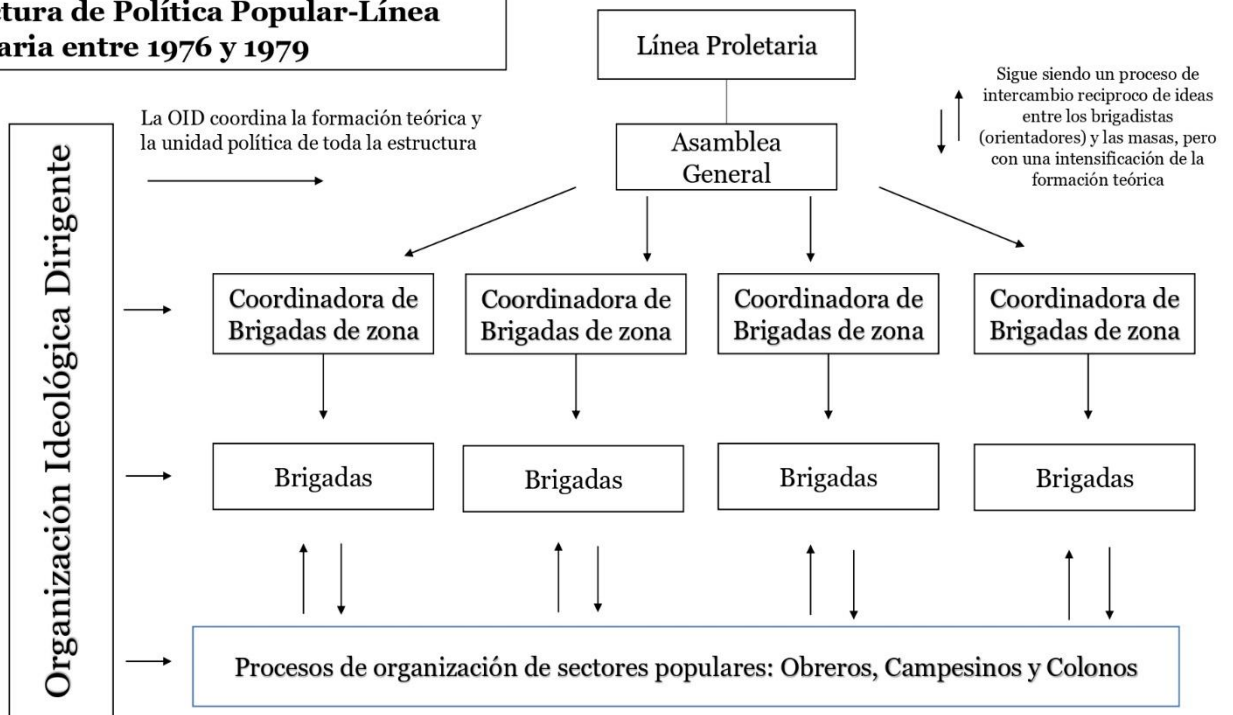 ctura de Política Popular-Línea
aria entre 1976 y 1979
Línea Proletaria
Sigue siendo un proceso de
intercambio reciproco de ideas
entre los brigadistas
(orientadores) y las masas, pero
con una intensificación de la
formación teórica
La OID coordina la formación teórica y
la unidad política de toda la estructura
Asamblea
General
Organización Ideológica Dirigente
Coordinadora de
Brigadas de zona
Coordinadora de
Brigadas de zona
Coordinadora de
Brigadas de zona
Coordinadora de
Brigadas de zona
Brigadas
Brigadas
Brigadas
Brigadas
Procesos de organización de sectores populares: Obreros, Campesinos y Colonos